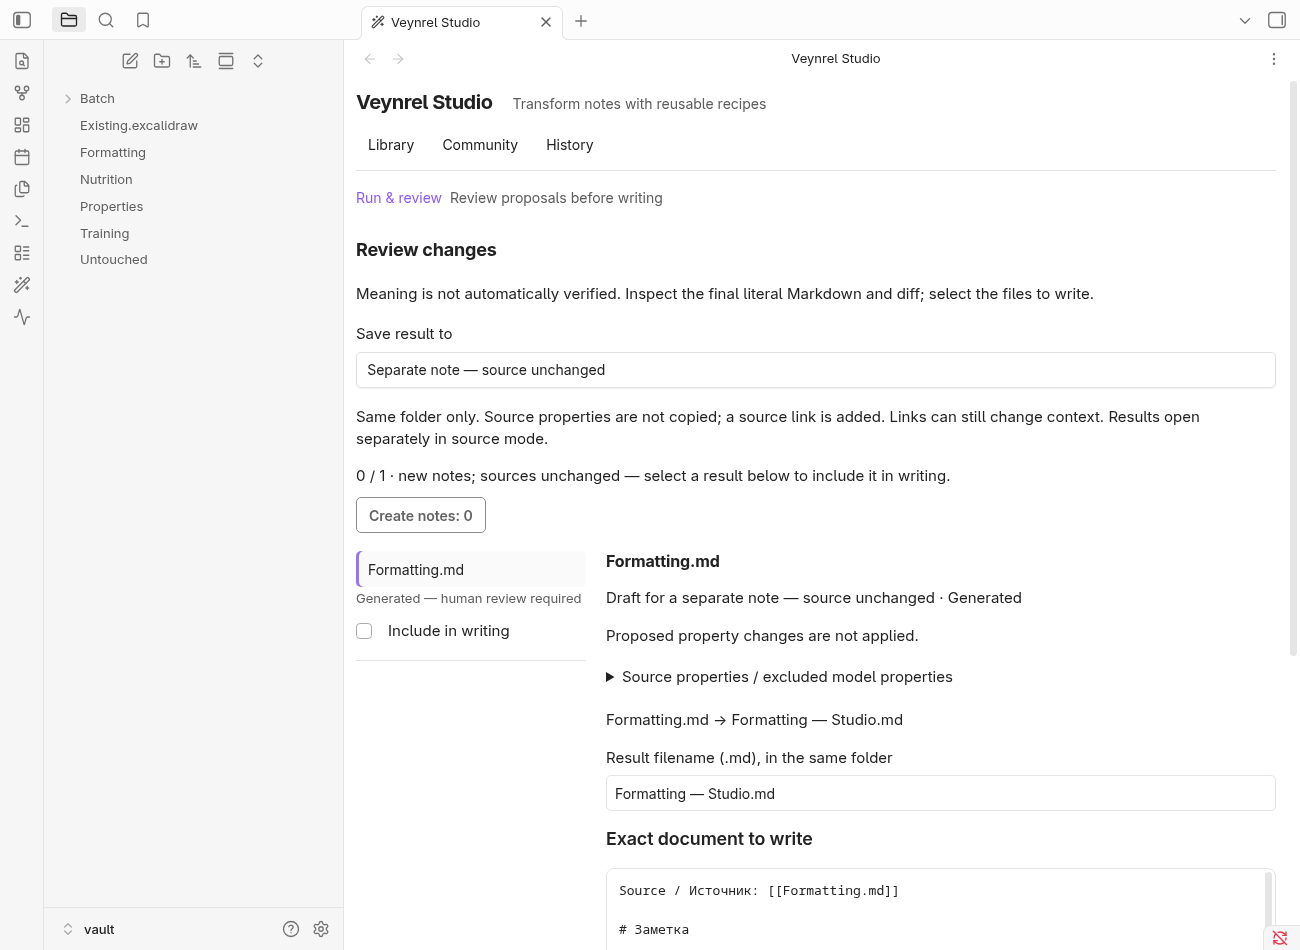 Veynrel Studio
Batch
Existing.excalidraw
Formatting
Nutrition
Properties
Training
Untouched
vault
Veynrel Studio
Veynrel Studio Transform notes with reusable recipes
Library Community History
Run & review Review proposals before writing
Review changes
Meaning is not automatically verified. Inspect the final literal Markdown and diff; select the files to write.
Save result to
Separate note — source unchanged
Same folder only. Source properties are not copied; a source link is added. Links can still change context. Results open
separately in source mode.
0 / 1 · new notes; sources unchanged — select a result below to include it in writing.
Create notes: 0
Formatting.md
Generated — human review required
Include in writing
Formatting.md
Draft for a separate note — source unchanged · Generated
Proposed property changes are not applied.
Source properties / excluded model properties
Formatting.md → Formatting — Studio.md
Result filename (.md), in the same folder
Formatting — Studio.md
Exact document to write
Source / Источник: [[Formatting.md]]
# Заметка